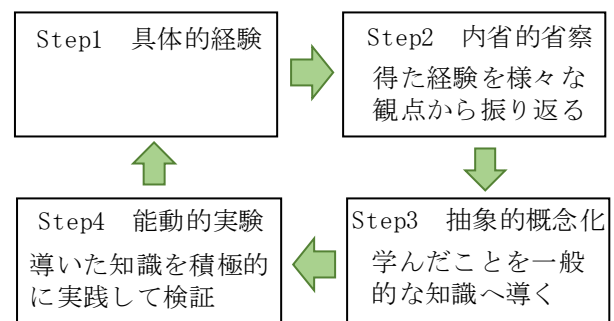 Step1　具体的経験
Step2　内省的省察
得た経験を様々な
観点から振り返る
Step3　抽象的概念化
学んだことを一般
的な知識へ導く
Step4　能動的実験
導いた知識を積極的
に実践して検証